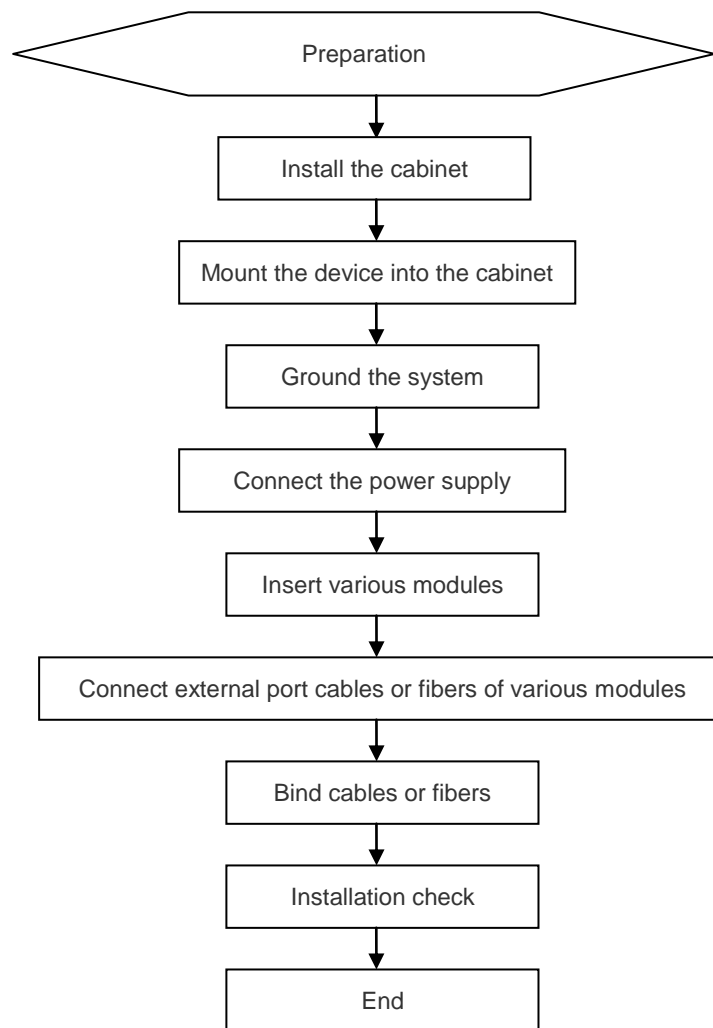 Preparation
Install the cabinet
Mount the device into the cabinet
Ground the system
Connect the power supply
Insert various modules
Connect external port cables or fibers of various modules
Bind cables or fibers
Installation check
End